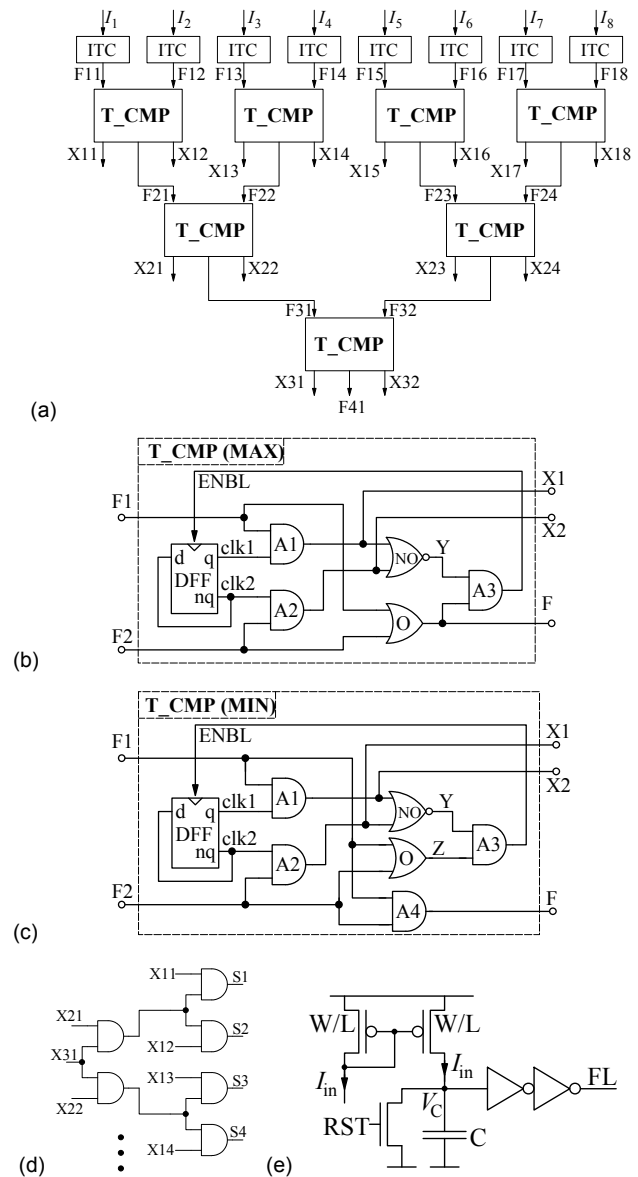 I1 I2 I3 I4 I5 I6 I7 I8
ITC ITC ITC ITC ITC ITC ITC ITC
F11 F12 F13 F14 F15 F16 F17 F18
T_CMP T_CMP T_CMP T_CMP
X11 X12 X13 X14 X15 X16 X17 X18
F21 F22 F23 F24
T_CMP T_CMP
X21 X22 X23 X24
F31 F32
T_CMP
X31 X32
F41
(a)
T_CMP (MAX)
ENBL
X1
F1
X2
d q clk1 A1 NO Y
DFF clk2 A3
nq A2 O F
F2
(b)
T_CMP (MIN)
ENBL
X1
F1
X2
d q clk1 A1 NO Y
DFF clk2 A3
nq A2 O Z
F2 A4 F
(c)
X11 S1
X21
X12 S2
X31
X13 S3
X22
X14 S4
(d)
W/L W/L
Iin Iin
VC FL
RST C
(e)